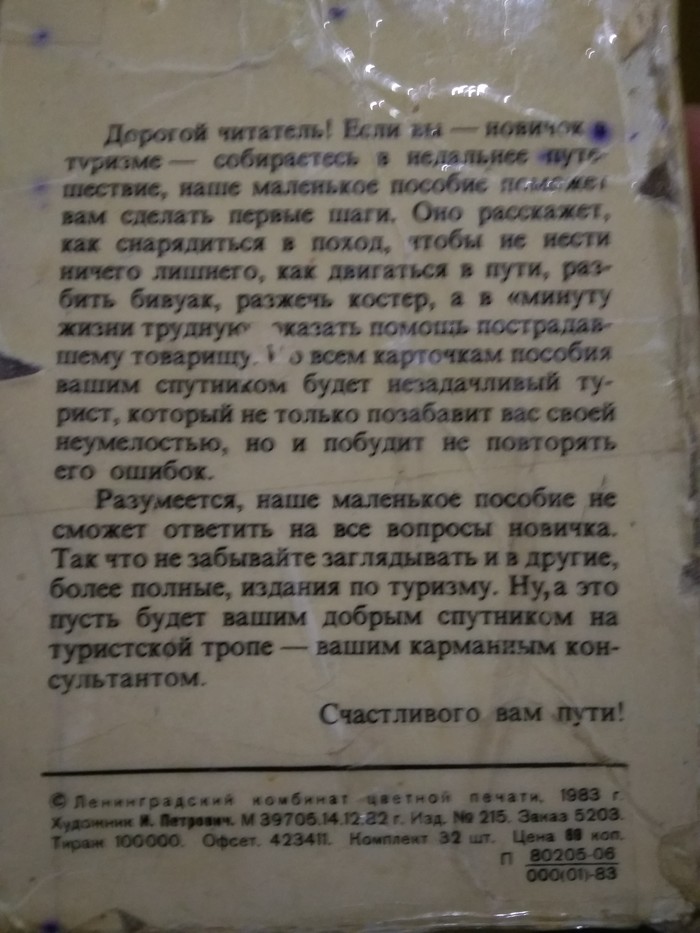 Дорогой читатель! Если вы — новичок в
туризме — собираетесь в недальнее путе-
шествие, наше маленькое пособие поможет
вам сделать первые шаги. Оно расскажет,
как снарядиться в поход, чтобы не нести
ничего лишнего, как двигаться в пути, раз-
бить бивуак, разжечь костер, а в «минуту
жизни трудную» оказать помощь пострадав-
шему товарищу. Во всем карточкам пособия
вашим спутником будет незадачливый ту-
рист, который не только позабавит вас своей
неумелостью, но и побудит не повторять
его ошибок.
Разумеется, наше маленькое пособие не
сможет ответить на все вопросы новичка.
Так что не забывайте заглядывать и в другие,
более полные, издания по туризму. Ну, а это
пусть будет вашим добрым спутником на
туристской тропе — вашим карманным кон-
сультантом.
Счастливого вам пути!
© Ленинградский комбинат цветной печати, 1983 г.
Художник И. Петрович. М 39705.14.12.82 г. Изд. № 215. Заказ 5203.
Тираж 100000. Офсет. 423411. Комплект 32 шт. Цена коп.
П 80205-06
000(01)-83